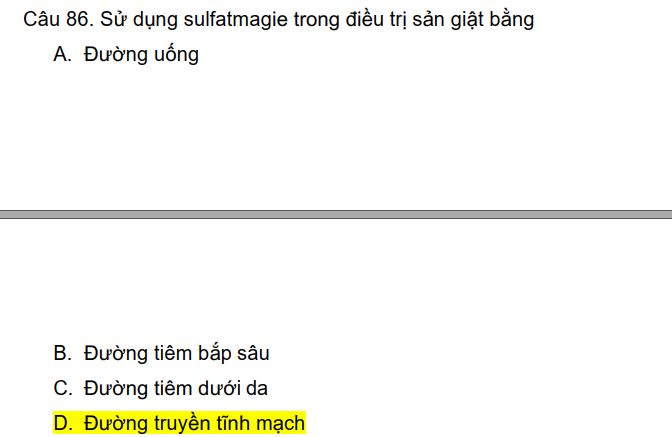 Câu 86. Sử dụng sulfatmagie trong điều trị sản giật bằng
A. Đường uống
B. Đường tiêm bắp sâu
C. Đường tiêm dưới da
D. Đường truyền tĩnh mạch